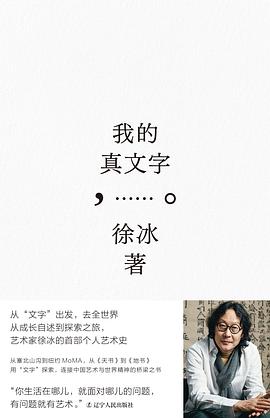 我的
真文字
，……。
徐冰
著
从“文字”出发，去全世界
从成长自述到探索之旅，
艺术家徐冰的首部个人艺术史
从塞北山沟到纽约MoMA，从《天书》到《地书》
用“文字”探索，连接中国艺术与世界精神的桥梁之书
“你生活在哪儿，就面对哪儿的问题，
有问题就有艺术。” 辽宁人民出版社